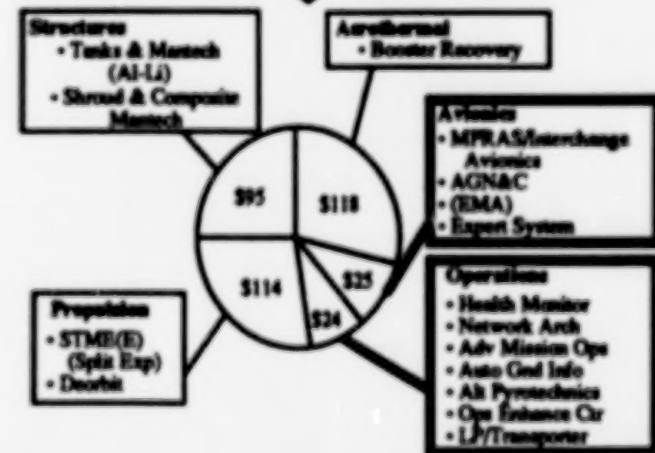 Structures
• Tanks & Mantech
(Al-Li)
• Shroud & Composite
Mantech
Aerothermal
• Booster Recovery
Avionics
• MPRAS/Interchange
Avionics
• AGN&C
• (EMA)
• Expert System
$95
$118
$114
$25
$24
Propulsion
• STME(E)
(Split Exp)
• Deorbit
Operations
• Health Monitor
• Network Arch
• Adv Mission Ops
• Auto Gnd Info
• Alt Pyrotechnics
• Ops Enhance Ctr
• LP/Transporter